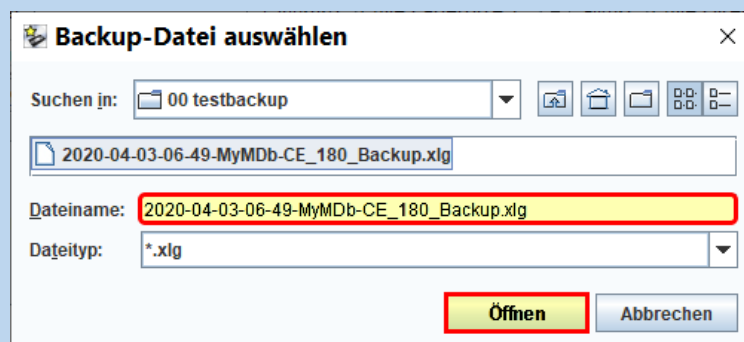 Backup-Datei auswählen
Suchen in: 00 testbackup
2020-04-03-06-49-MyMDb-CE_180_Backup.xlg
Dateiname: 2020-04-03-06-49-MyMDb-CE_180_Backup.xlg
Dateityp: *.xlg
Öffnen Abbrechen